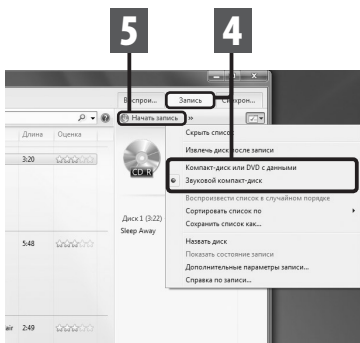 5 4
Воспрои... Запись Синхрон...
Начать запись »
Длина Оценка
Скрыть список
Извлечь диск после записи
3:20
Компакт-диск или DVD с данными
CD R
Звуковой компакт-диск
Воспроизвести список в случайном порядке
Диск 1 (3:22)
Сортировать список по
Sleep Away
Сохранить список как...
5:48
Назвать диск
Показать состояние записи
Дополнительные параметры записи...
Справка по записи...
air 2:49